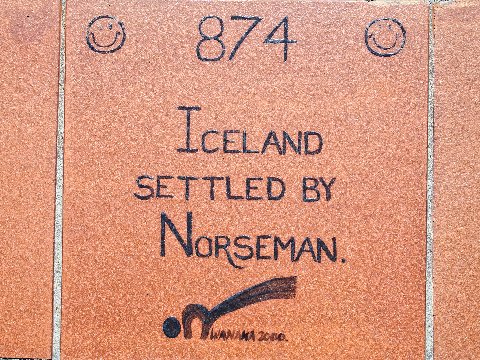 874
ICELAND
SETTLED BY
NORSEMAN.
WANAKA 2000.